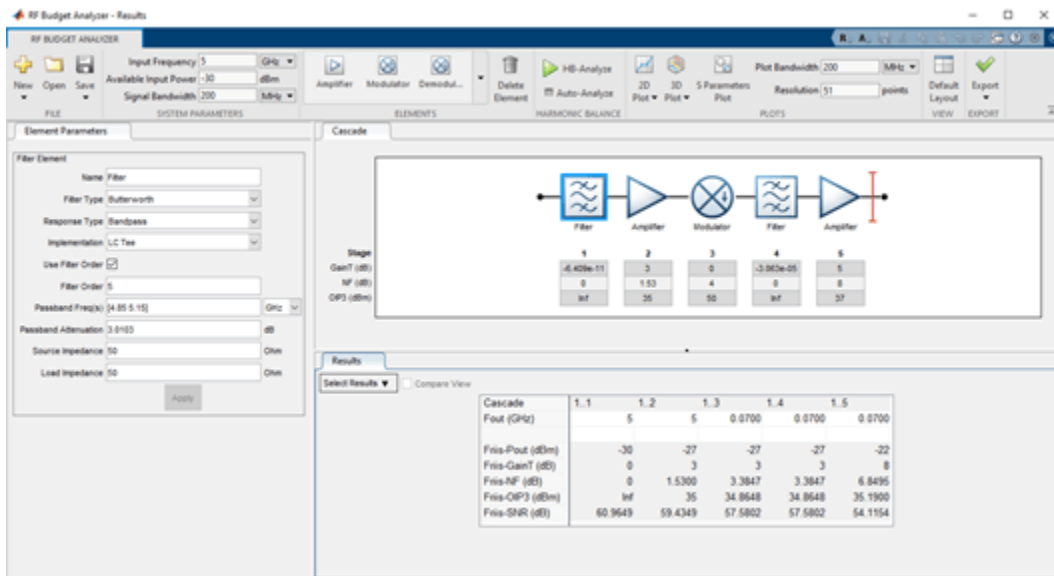 RF Budget Analyzer - Results
RF BUDGET ANALYZER
New
Open
Save
FILE
Input Frequency 5 GHz
Available Input Power -30 dBm
Signal Bandwidth 200 MHz
SYSTEM PARAMETERS
Amplifier
Modulator
Demodul...
ELEMENTS
Delete Element
HB-Analyze
Auto-Analyze
HARMONIC BALANCE
2D Plot
3D Plot
S Parameters Plot
Plot Bandwidth 200 MHz
Resolution 51 points
PLOTS
Default Layout
VIEW
Export
EXPORT
Element Parameters
Filter Element
Name Filter
Filter Type Butterworth
Response Type Bandpass
Implementation LC Tee
Use Filter Order
Filter Order 5
Passband Freq(s) [4.85 5.15] GHz
Passband Attenuation 3.0103 dB
Source Impedance 50 Ohm
Load Impedance 50 Ohm
Apply
Cascade
Filter Amplifier Modulator Filter Amplifier
Stage 1 2 3 4 5
GainT (dB) -6.409e-11 3 0 -3.063e-05 5
NF (dB) 0 1.53 4 0 8
OIP3 (dBm) Inf 35 50 Inf 37
Results
Select Results
Compare View
Cascade 1..1 1..2 1..3 1..4 1..5
Fout (GHz) 5 5 0.0700 0.0700 0.0700
Friis-Pout (dBm) -30 -27 -27 -27 -22
Friis-GainT (dB) 0 3 3 3 8
Friis-NF (dB) 0 1.5300 3.3847 3.3847 6.8495
Friis-OIP3 (dBm) Inf 35 34.8648 34.8648 35.1900
Friis-SNR (dB) 60.9649 59.4349 57.5802 57.5802 54.1154